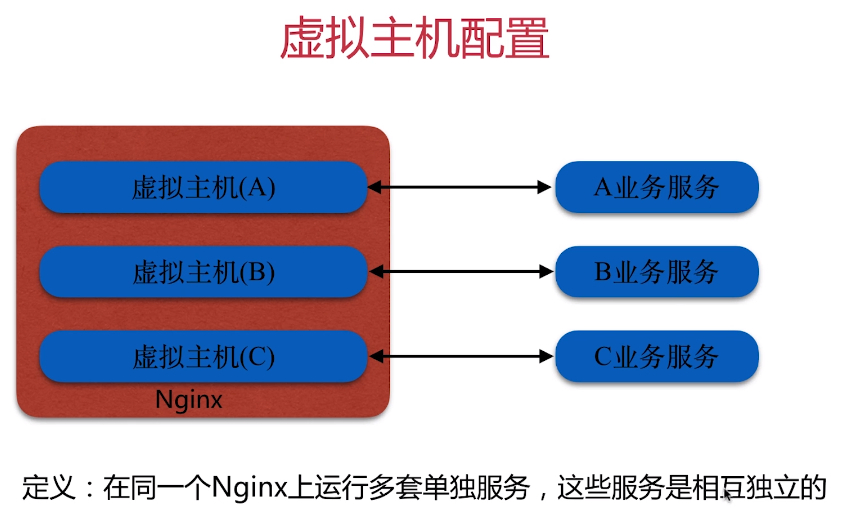 虚拟主机配置
虚拟主机(A)
A业务服务
虚拟主机(B)
B业务服务
虚拟主机(C)
C业务服务
Nginx
定义：在同一个Nginx上运行多套单独服务，这些服务是相互独立的